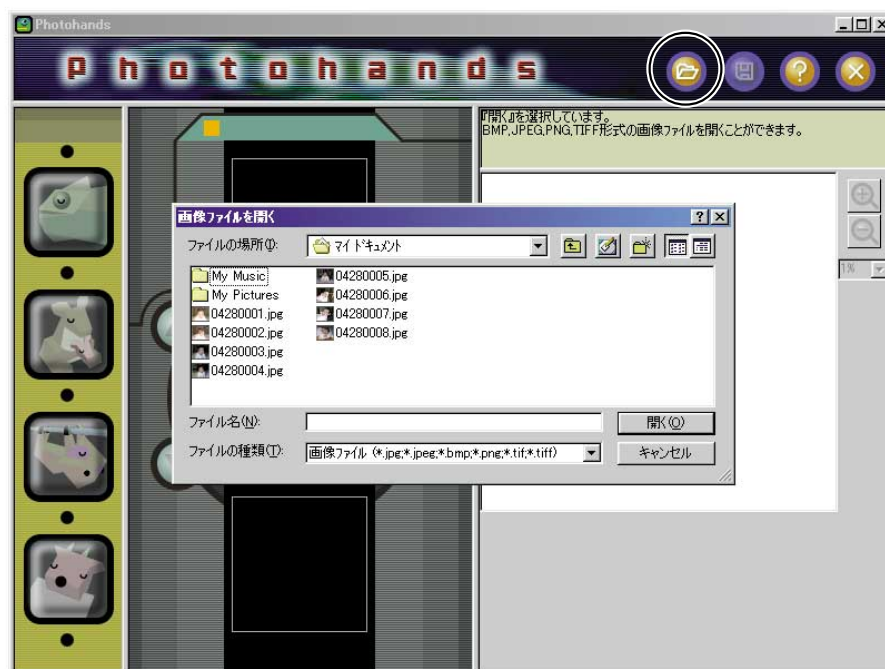 Photohands
Photohands
『開く』を選択しています。
BMP,JPEG,PNG,TIFF形式の画像ファイルを開くことができます。
画像ファイルを開く
ファイルの場所(I):
マイ ドキュメント
My Music
My Pictures
04280001.jpg
04280002.jpg
04280003.jpg
04280004.jpg
04280005.jpg
04280006.jpg
04280007.jpg
04280008.jpg
ファイル名(N):
開く(O)
ファイルの種類(T):
画像ファイル (*.jpg;*.jpeg;*.bmp;*.png;*.tif;*.tiff)
キャンセル
1%